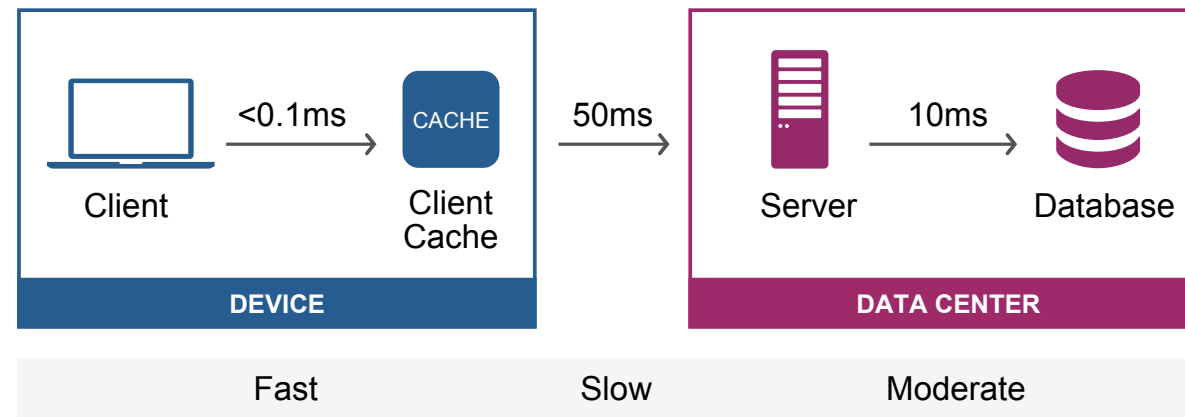 <0.1ms
CACHE
50ms
10ms
Client
Client
Cache
Server
Database
DEVICE
DATA CENTER
Fast
Slow
Moderate